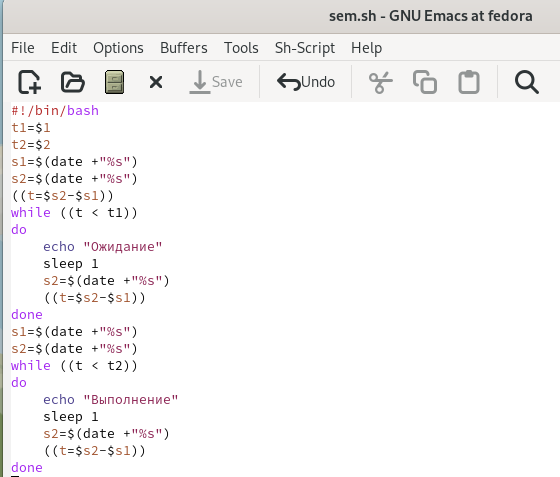 sem.sh - GNU Emacs at fedora
File Edit Options Buffers Tools Sh-Script Help
Save Undo
#!/bin/bash
t1=$1
t2=$2
s1=$(date +"%s")
s2=$(date +"%s")
((t=$s2-$s1))
while ((t < t1))
do
    echo "Ожидание"
    sleep 1
    s2=$(date +"%s")
    ((t=$s2-$s1))
done
s1=$(date +"%s")
s2=$(date +"%s")
while ((t < t2))
do
    echo "Выполнение"
    sleep 1
    s2=$(date +"%s")
    ((t=$s2-$s1))
done